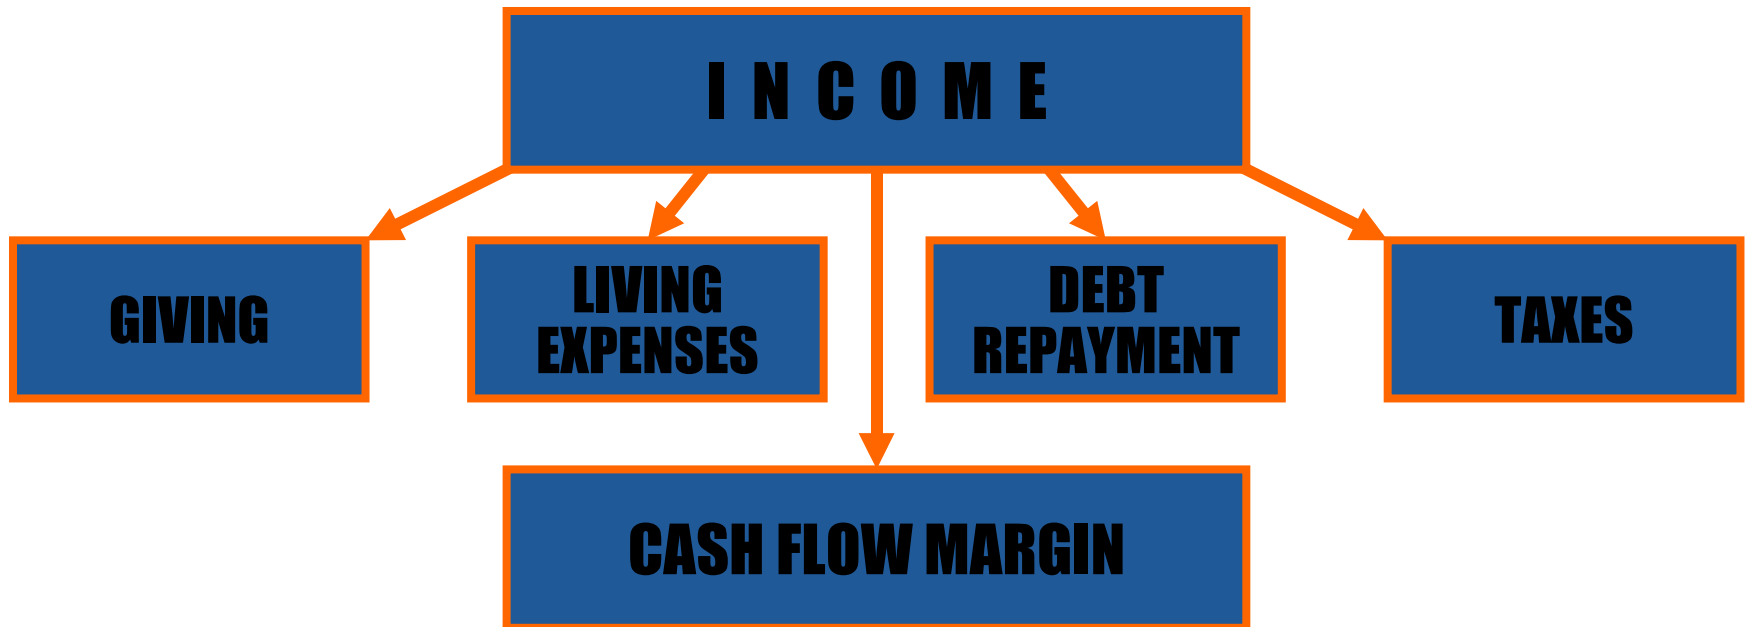 I N C O M E
GIVING
LIVING
EXPENSES
DEBT
REPAYMENT
TAXES
CASH FLOW MARGIN